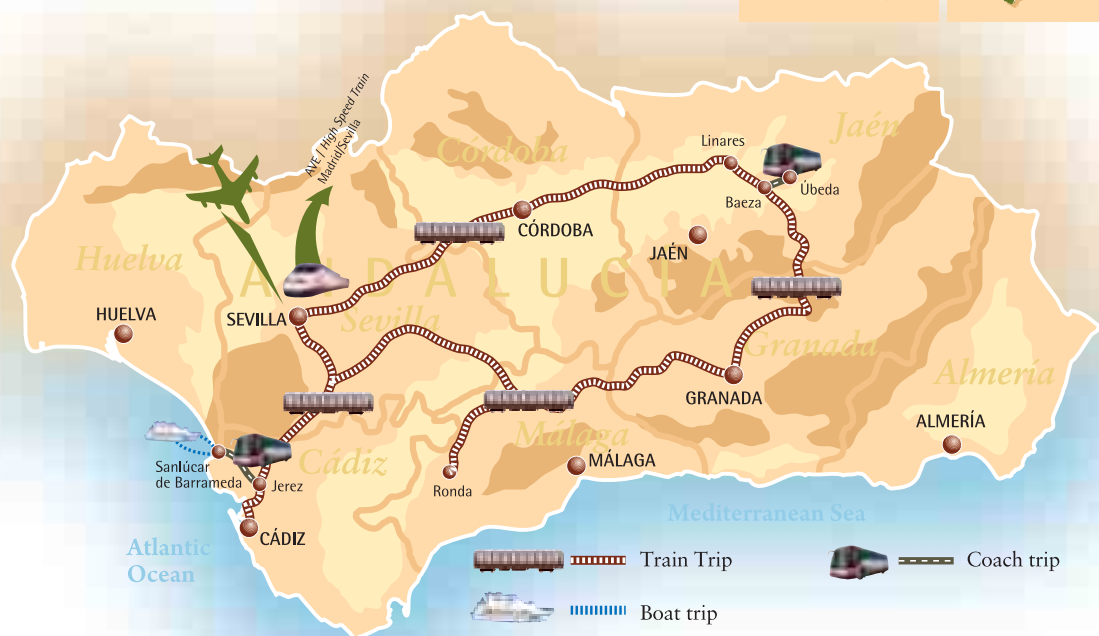 AVE / High Speed Train
Madrid/Sevilla
Córdoba
Jaén
Linares
Úbeda
Baeza
CÓRDOBA
JAÉN
Huelva
ANDALUCIA
HUELVA
SEVILLA
Sevilla
Granada
Almería
GRANADA
ALMERÍA
Málaga
MÁLAGA
Cádiz
Sanlúcar
de Barrameda
Jerez
Ronda
CÁDIZ
Mediterranean Sea
Atlantic
Ocean
Train Trip
Coach trip
Boat trip